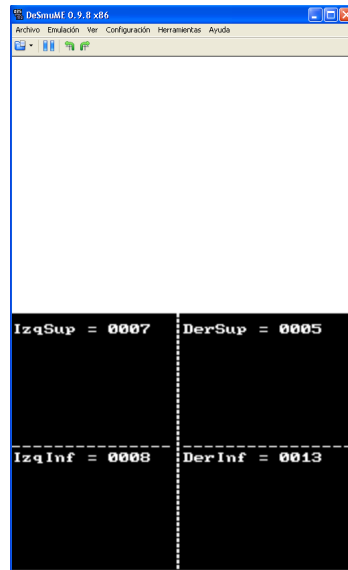 DeSmuME 0.9.8 x86
Archivo Emulación Ver Configuración Herramientas Ayuda
IzqSup = 0007 DerSup = 0005
IzqInf = 0008 DerInf = 0013